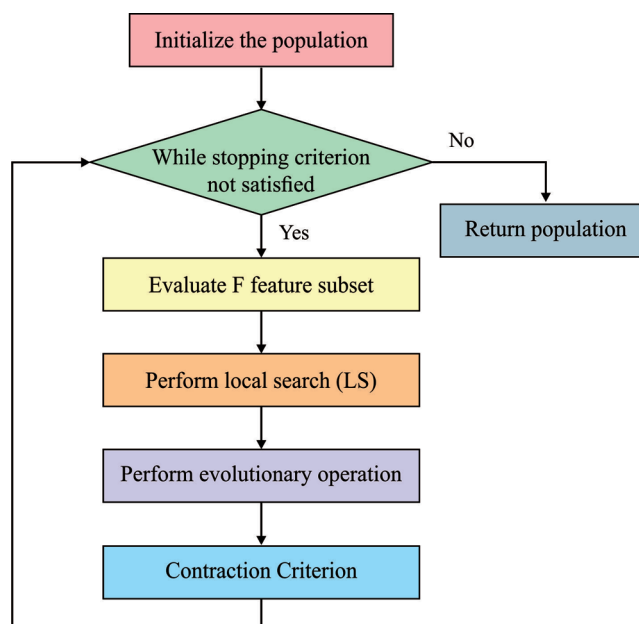 Initialize the population
While stopping criterion
not satisfied
No
Return population
Yes
Evaluate F feature subset
Perform local search (LS)
Perform evolutionary operation
Contraction Criterion